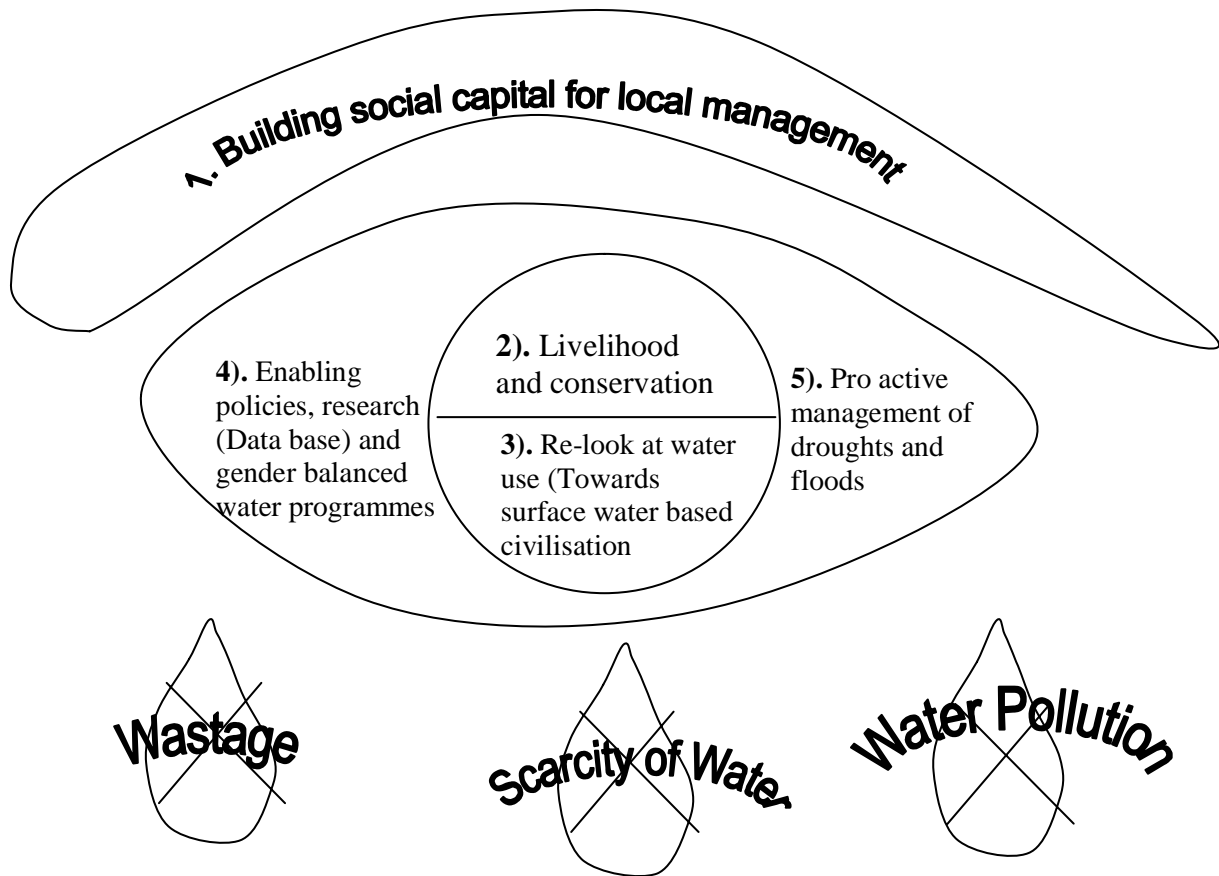 1. Building social capital for local management
2). Livelihood
and conservation
3). Re-look at water
use (Towards
surface water based
civilisation
4). Enabling
policies, research
(Data base) and
gender balanced
water programmes
5). Pro active
management of
droughts and
floods
Wastage
Scarcity of Water
Water Pollution